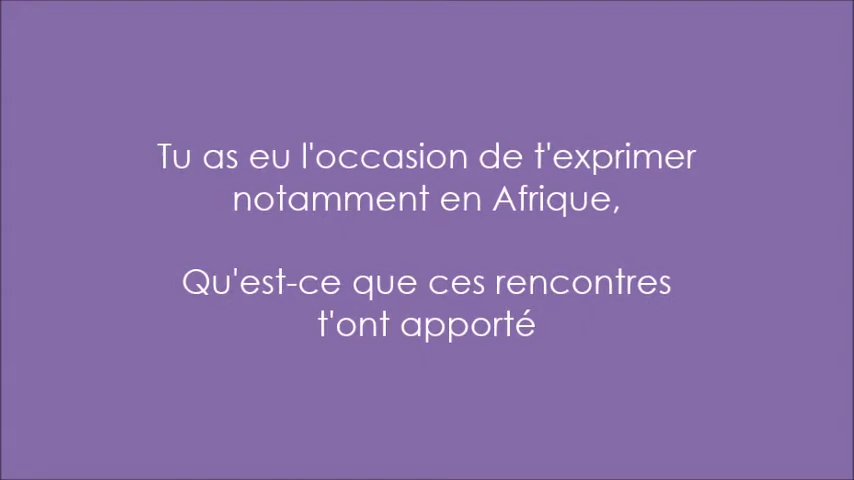 Tu as eu l'occasion de t'exprimer
notamment en Afrique,
Qu'est-ce que ces rencontres
t'ont apporté